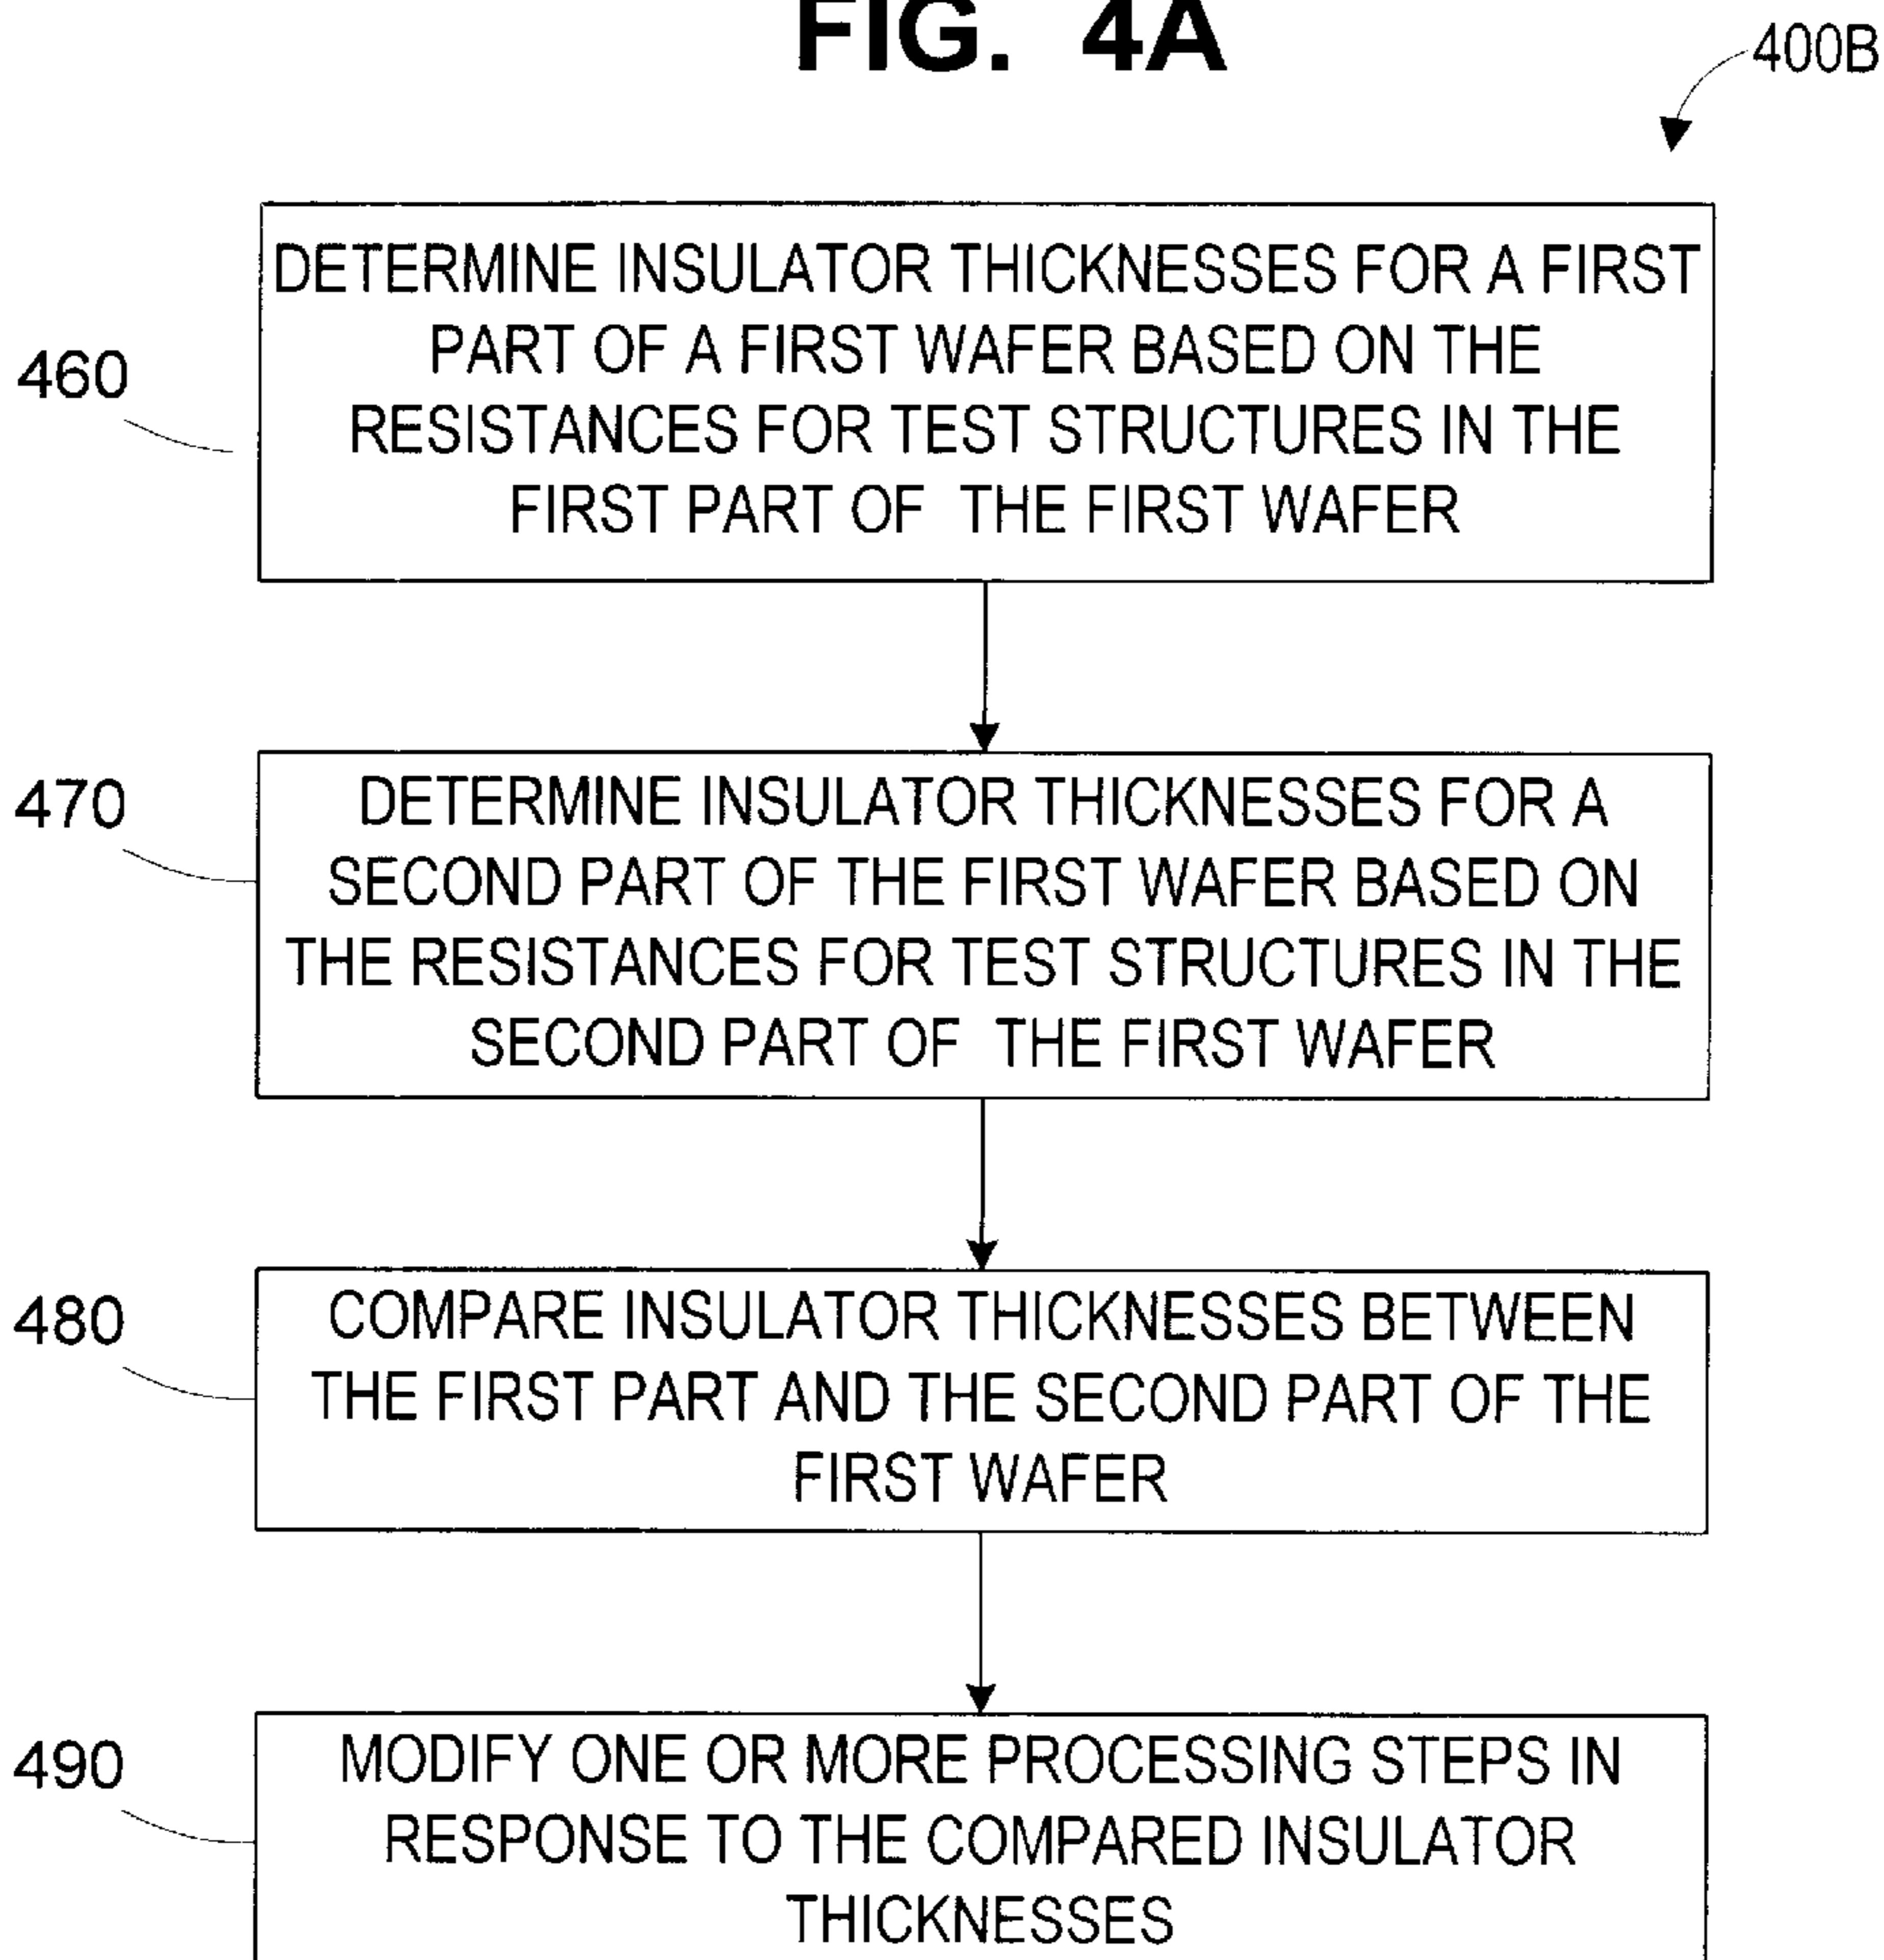 FIG. 4A
400B
460
DETERMINE INSULATOR THICKNESSES FOR A FIRST
PART OF A FIRST WAFER BASED ON THE
RESISTANCES FOR TEST STRUCTURES IN THE
FIRST PART OF THE FIRST WAFER
470
DETERMINE INSULATOR THICKNESSES FOR A
SECOND PART OF THE FIRST WAFER BASED ON
THE RESISTANCES FOR TEST STRUCTURES IN THE
SECOND PART OF THE FIRST WAFER
480
COMPARE INSULATOR THICKNESSES BETWEEN
THE FIRST PART AND THE SECOND PART OF THE
FIRST WAFER
490
MODIFY ONE OR MORE PROCESSING STEPS IN
RESPONSE TO THE COMPARED INSULATOR
THICKNESSES